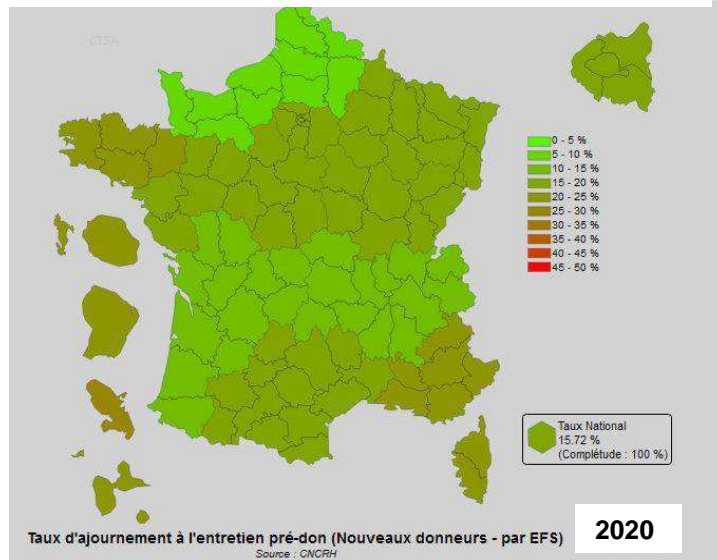 CTSA
0 - 5 %
5 - 10 %
10 - 15 %
15 - 20 %
20 - 25 %
25 - 30 %
30 - 35 %
35 - 40 %
40 - 45 %
45 - 50 %
Taux National
15.72 %
(Complétude : 100 %)
Taux d'ajournement à l'entretien pré-don (Nouveaux donneurs - par EFS)
2020
Source : CNCRH